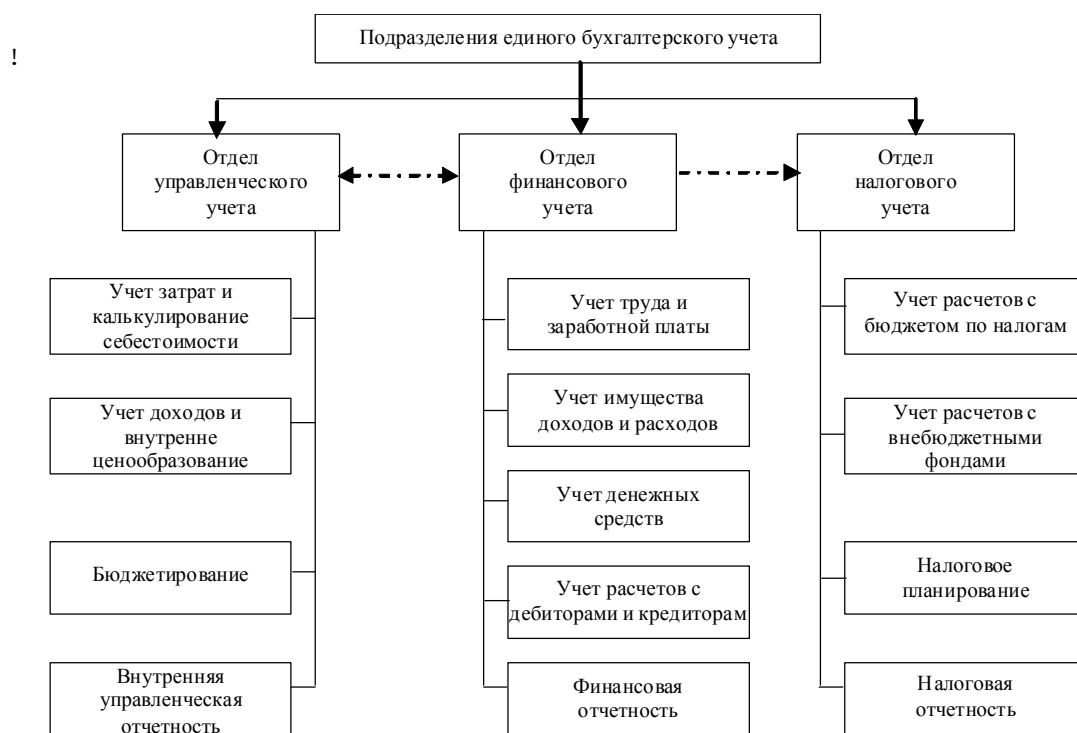 Подразделения единого бухгалтерского учета
!
Отдел
управленческого
учета
Отдел
финансового
учета
Отдел
налогового
учета
Учет затрат и
калькулирование
себестоимости
Учет доходов и
внутренне
ценообразование
Бюджетирование
Внутренняя
управленческая
отчетность
Учет труда и
заработной платы
Учет имущества
доходов и расходов
Учет денежных
средств
Учет расчетов с
дебиторами и кредиторам
Финансовая
отчетность
Учет расчетов с
бюджетом по налогам
Учет расчетов с
внебюджетными
фондами
Налоговое
планирование
Налоговая
отчетность